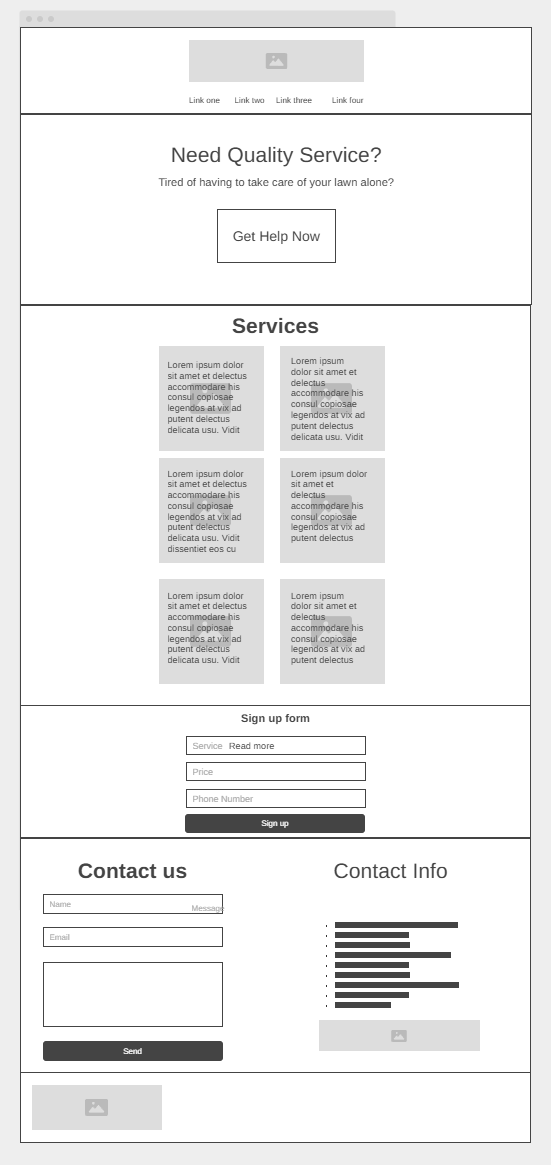 Link one Link two Link three Link four
Need Quality Service?
Tired of having to take care of your lawn alone?
Get Help Now
Services
Lorem ipsum dolor
sit amet et delectus
accommodare his
consul copiosae
legendos at vix ad
putent delectus
delicata usu. Vidit
Lorem ipsum
dolor sit amet et
delectus
accommodare his
consul copiosae
legendos at vix ad
putent delectus
delicata usu. Vidit
Lorem ipsum dolor
sit amet et delectus
accommodare his
consul copiosae
legendos at vix ad
putent delectus
delicata usu. Vidit
dissentiet eos cu
Lorem ipsum dolor
sit amet et
delectus
accommodare his
consul copiosae
legendos at vix ad
putent delectus
Lorem ipsum dolor
sit amet et delectus
accommodare his
consul copiosae
legendos at vix ad
putent delectus
delicata usu. Vidit
Lorem ipsum
dolor sit amet et
delectus
accommodare his
consul copiosae
legendos at vix ad
putent delectus
Sign up form
Service Read more
Price
Phone Number
Sign up
Contact us
Name
Message
Email
Send
Contact Info